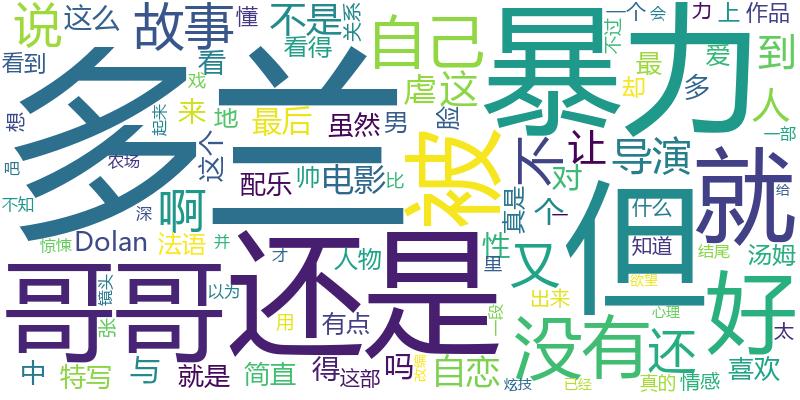 说
这么
故事
懂
不是
关系
自己
暴力
一个
会
力
上
作品
不过
看到
看
看得
多兰
戏
虐
这
最
爱
到
却
多
人
想
来
地
最后
虽然
男
脸
被
不
让
导演
就
一部
起来
这个
吧
农场
配乐
帅
电影
比
真是
对
个
但
什么
给
不知
深
啊
Dolan
法语
惊悚
并
才
人物
里
性
又
一
知道
结尾
汤姆
哥哥
还是
镜头
以为
张
用
有点
一段
出来
没有
还
欲望
心理
好
太
中
特写
与
就是
简直
得
这部
吗
改编
自恋
炫技
已经
真的
情感
喜欢